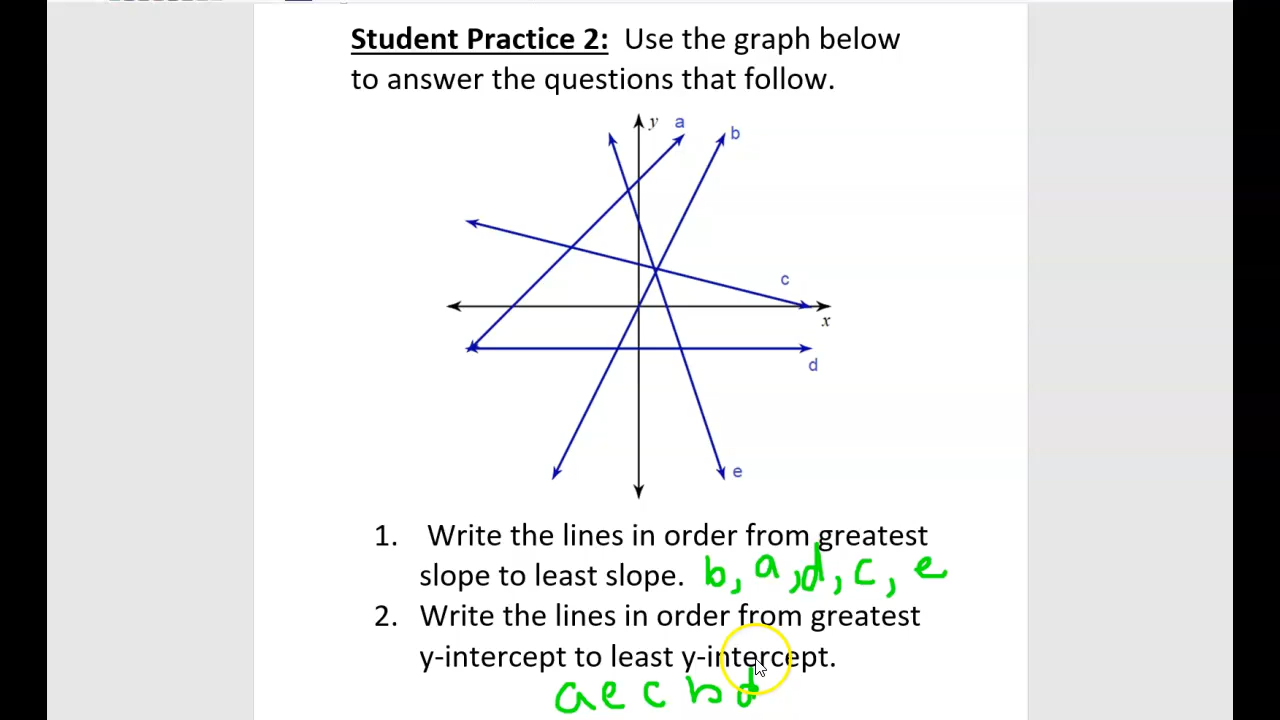 Student Practice 2: Use the graph below
to answer the questions that follow.
y a
b
c
x
d
e
1. Write the lines in order from greatest
slope to least slope. b, a, d, c, e
2. Write the lines in order from greatest
y-intercept to least y-intercept.
a e c b d